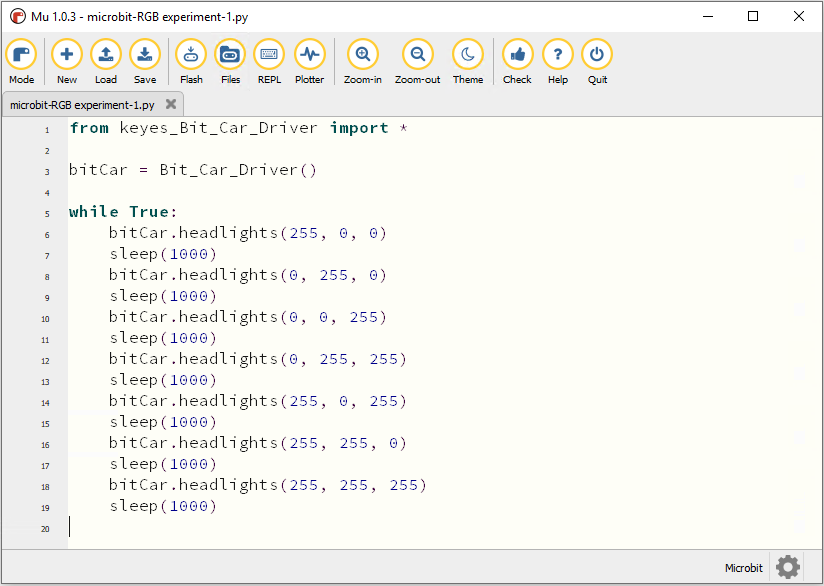 Mu 1.0.3 - microbit-RGB experiment-1.py
Mode New Load Save Flash Files REPL Plotter Zoom-in Zoom-out Theme Check Help Quit
microbit-RGB experiment-1.py
1 from keyes_Bit_Car_Driver import *
2
3 bitCar = Bit_Car_Driver()
4
5 while True:
6     bitCar.headlights(255, 0, 0)
7     sleep(1000)
8     bitCar.headlights(0, 255, 0)
9     sleep(1000)
10     bitCar.headlights(0, 0, 255)
11     sleep(1000)
12     bitCar.headlights(0, 255, 255)
13     sleep(1000)
14     bitCar.headlights(255, 0, 255)
15     sleep(1000)
16     bitCar.headlights(255, 255, 0)
17     sleep(1000)
18     bitCar.headlights(255, 255, 255)
19     sleep(1000)
20
Microbit